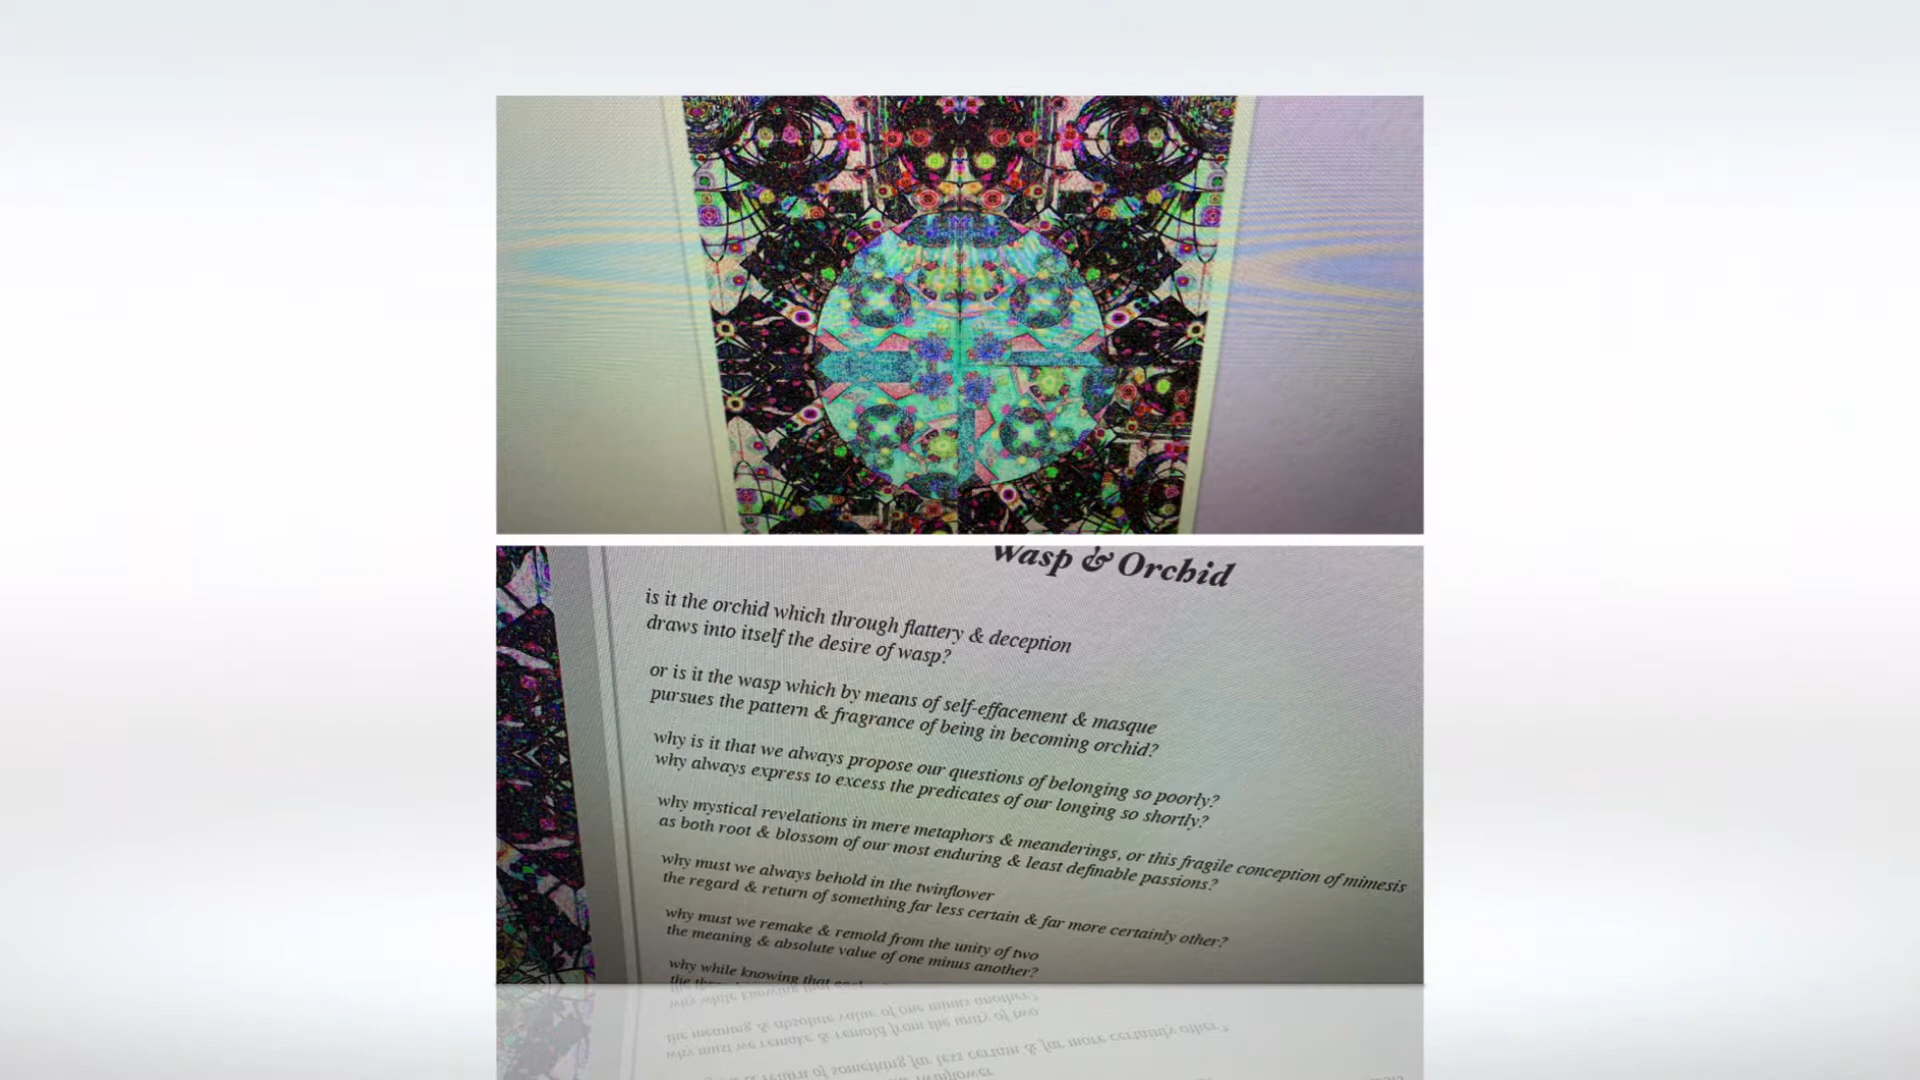 Wasp & Orchid
is it the orchid which through flattery & deception
draws into itself the desire of wasp?
or is it the wasp which by means of self-effacement & masque
pursues the pattern & fragrance of being in becoming orchid?
why is it that we always propose our questions of belonging so poorly?
why always express to excess the predicates of our longing so shortly?
why mystical revelations in mere metaphors & meanderings, or this fragile conception of mimesis
as both root & blossom of our most enduring & least definable passions?
why must we always behold in the twinflower
the regard & return of something far less certain & far more certainly other?
why must we remake & remold from the unity of two
the meaning & absolute value of one minus another?
why while knowing that
the